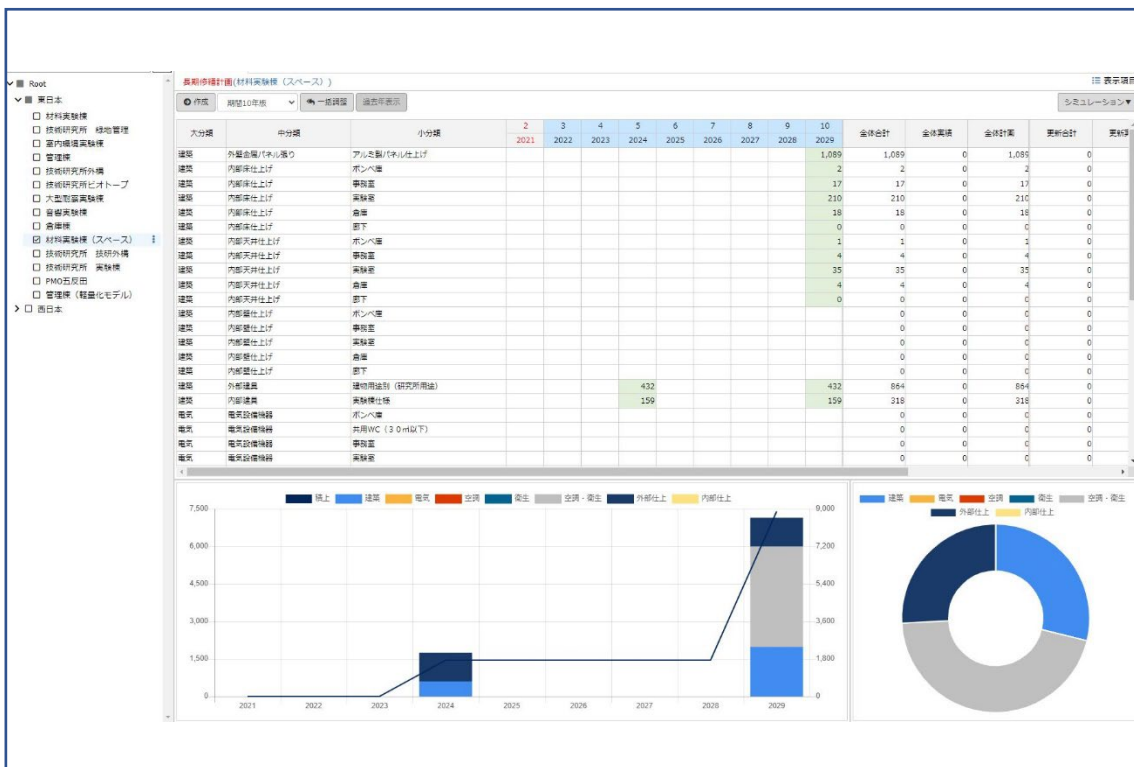 Root
東日本
材料実験棟
技術研究所 緑地管理
室内環境実験棟
管理棟
技術研究所外構
技術研究所ビオトープ
大型耐薬実験棟
音響実験棟
倉庫棟
材料実験棟（スペース）
技術研究所 技研外構
技術研究所 実験棟
PMO五反田
管理棟（軽量化モデル）
西日本
長期修繕計画(材料実験棟（スペース）)
表示項目
作成 期間10年版 一括調整 過去年表示 シミュレーション▼
大分類 中分類 小分類 2 3 4 5 6 7 8 9 10 全体合計 全体実績 全体計画 更新合計 更新
2021 2022 2023 2024 2025 2026 2027 2028 2029
建築 外壁金属パネル張り アルミ製パネル仕上げ 1,089 1,089 0 1,089 0
建築 内部床仕上げ ボンベ庫 2 2 0 2 0
建築 内部床仕上げ 事務室 17 17 0 17 0
建築 内部床仕上げ 実験室 210 210 0 210 0
建築 内部床仕上げ 倉庫 18 18 0 18 0
建築 内部床仕上げ 廊下 0 0 0 0 0
建築 内部天井仕上げ ボンベ庫 1 1 0 1 0
建築 内部天井仕上げ 事務室 4 4 0 4 0
建築 内部天井仕上げ 実験室 35 35 0 35 0
建築 内部天井仕上げ 倉庫 4 4 0 4 0
建築 内部天井仕上げ 廊下 0 0 0 0 0
建築 内部壁仕上げ ボンベ庫 0 0 0 0
建築 内部壁仕上げ 事務室 0 0 0 0
建築 内部壁仕上げ 実験室 0 0 0 0
建築 内部壁仕上げ 倉庫 0 0 0 0
建築 内部壁仕上げ 廊下 0 0 0 0
建築 外部建具 建物用途別（研究所用途） 432 432 864 0 864 0
建築 内部建具 実験棟仕様 159 159 318 0 318 0
電気 電気設備機器 ボンベ庫 0 0 0 0
電気 電気設備機器 共用WC（３０㎡以下） 0 0 0 0
電気 電気設備機器 事務室 0 0 0 0
電気 電気設備機器 実験室 0 0 0 0
積上 建築 電気 空調 衛生 空調・衛生 外部仕上 内部仕上
7,500 9,000
6,000 7,200
4,500 5,400
3,000 3,600
1,500 1,800
0 0
2021 2022 2023 2024 2025 2026 2027 2028 2029
建築 電気 空調 衛生 空調・衛生
外部仕上 内部仕上